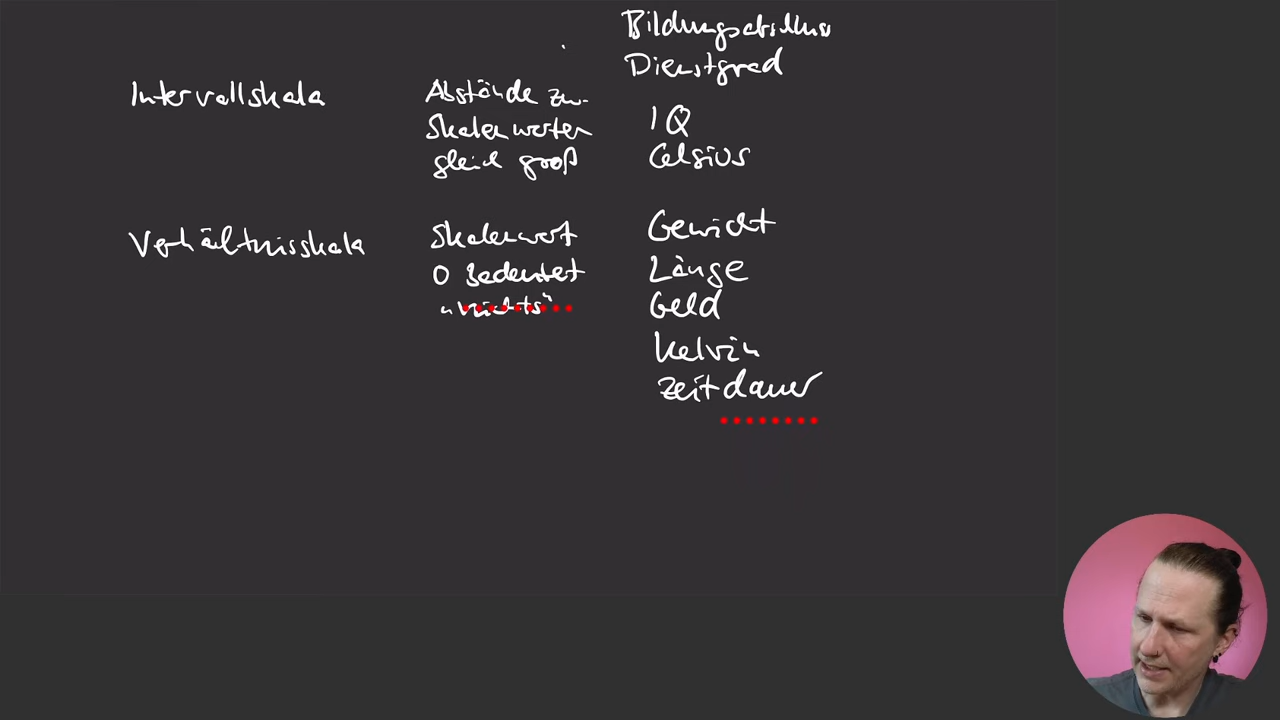 Bildungsabschluss
Dienstgrad
Intervallskala
Abstände zw.
Skalenwerten
gleich groß
IQ
Celsius
Verhältnisskala
Skalenwert
0 bedeutet
„Nichts“
Gewicht
Länge
Geld
Kelvin
Zeitdauer